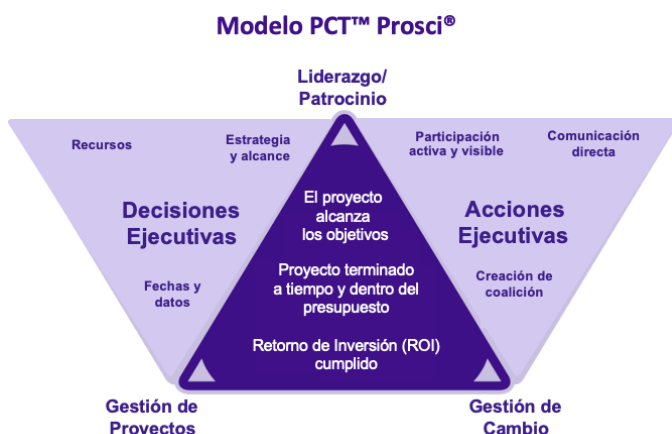 Modelo PCT™ Prosci®
Liderazgo/
Patrocinio
Recursos
Estrategia
y alcance
Participación
activa y visible
Comunicación
directa
Decisiones
Ejecutivas
El proyecto
alcanza
los objetivos
Acciones
Ejecutivas
Fechas y
datos
Proyecto terminado
a tiempo y dentro del
presupuesto
Creación de
coalición
Retorno de Inversión (ROI)
cumplido
Gestión de
Proyectos
Gestión de
Cambio